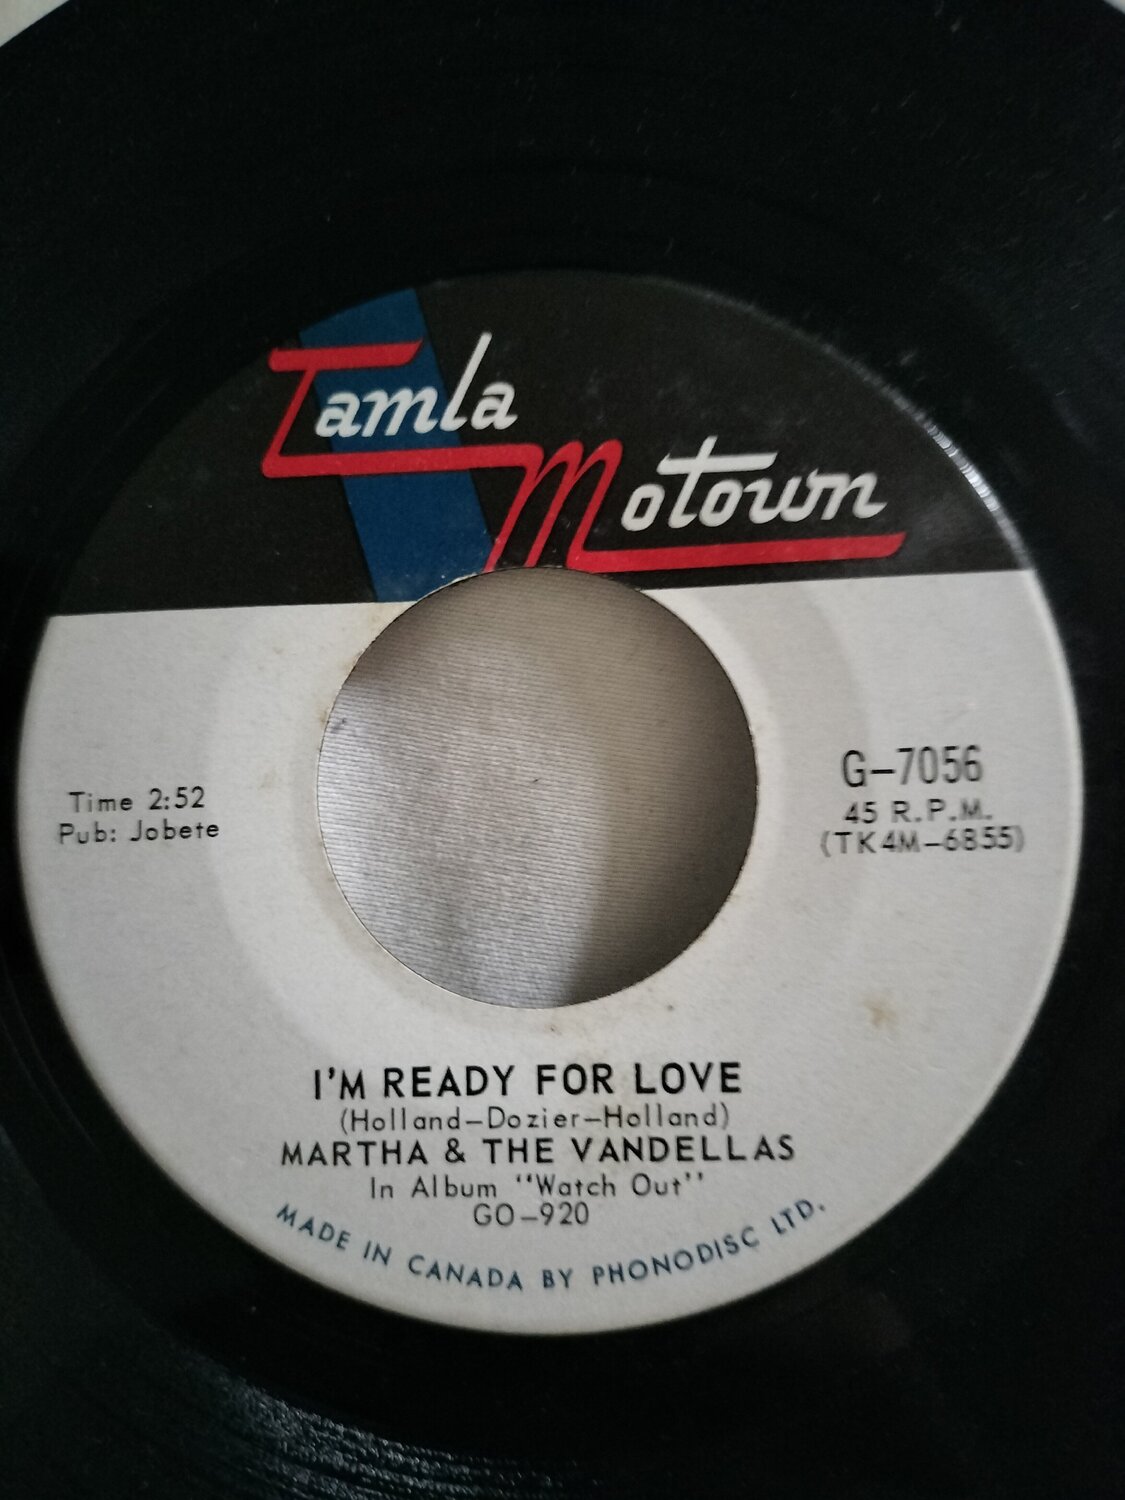 Tamla
Motown
Time 2:52
Pub: Jobete
G-7056
45 R.P.M.
(TK4M-6855)
I'M READY FOR LOVE
(Holland-Dozier-Holland)
MARTHA & THE VANDELLAS
In Album "Watch Out"
GO-920
MADE IN CANADA BY PHONODISC LTD.